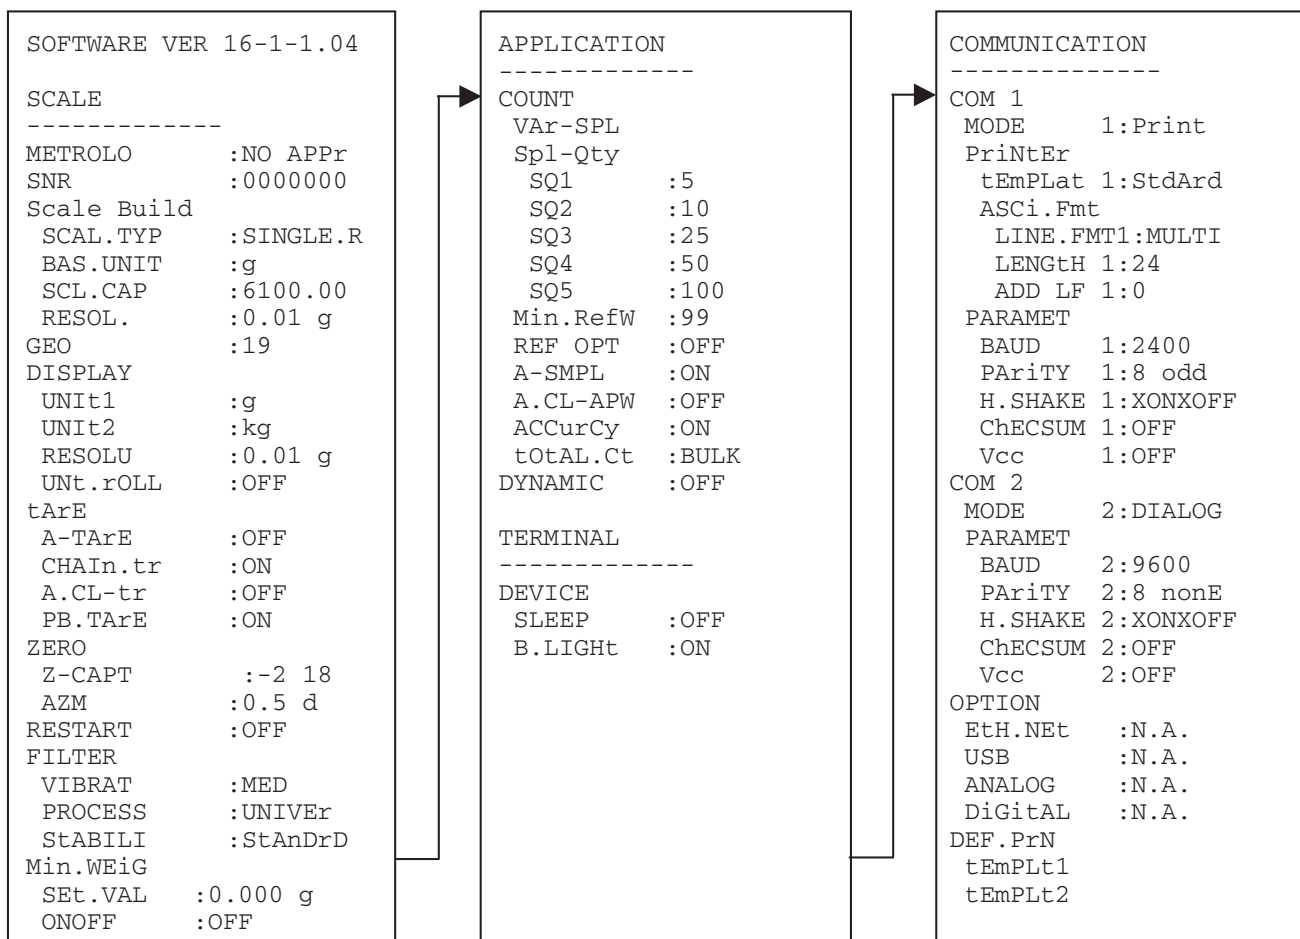 SOFTWARE VER 16-1-1.04
SCALE
-------------
METROLO :NO APPr
SNR :0000000
Scale Build
SCAL.TYP :SINGLE.R
BAS.UNIT :g
SCL.CAP :6100.00
RESOL. :0.01 g
GEO :19
DISPLAY
UNIt1 :g
UNIt2 :kg
RESOLU :0.01 g
UNt.rOLL :OFF
tArE
A-TArE :OFF
CHAIn.tr :ON
A.CL-tr :OFF
PB.TArE :ON
ZERO
Z-CAPT :-2 18
AZM :0.5 d
RESTART :OFF
FILTER
VIBRAT :MED
PROCESS :UNIVEr
StABILI :StAnDrD
Min.WEiG
SEt.VAL :0.000 g
ONOFF :OFF
APPLICATION
-------------
COUNT
VAr-SPL
Spl-Qty
SQ1 :5
SQ2 :10
SQ3 :25
SQ4 :50
SQ5 :100
Min.RefW :99
REF OPT :OFF
A-SMPL :ON
A.CL-APW :OFF
ACCurCy :ON
tOtAL.Ct :BULK
DYNAMIC :OFF
TERMINAL
-------------
DEVICE
SLEEP :OFF
B.LIGHt :ON
COMMUNICATION
--------------
COM 1
MODE 1:Print
PriNtEr
tEmPLat 1:StdArd
ASCi.Fmt
LINE.FMT1:MULTI
LENGtH 1:24
ADD LF 1:0
PARAMET
BAUD 1:2400
PAriTY 1:8 odd
H.SHAKE 1:XONXOFF
ChECSUM 1:OFF
Vcc 1:OFF
COM 2
MODE 2:DIALOG
PARAMET
BAUD 2:9600
PAriTY 2:8 nonE
H.SHAKE 2:XONXOFF
ChECSUM 2:OFF
Vcc 2:OFF
OPTION
EtH.NEt :N.A.
USB :N.A.
ANALOG :N.A.
DiGitAL :N.A.
DEF.PrN
tEmPLt1
tEmPLt2